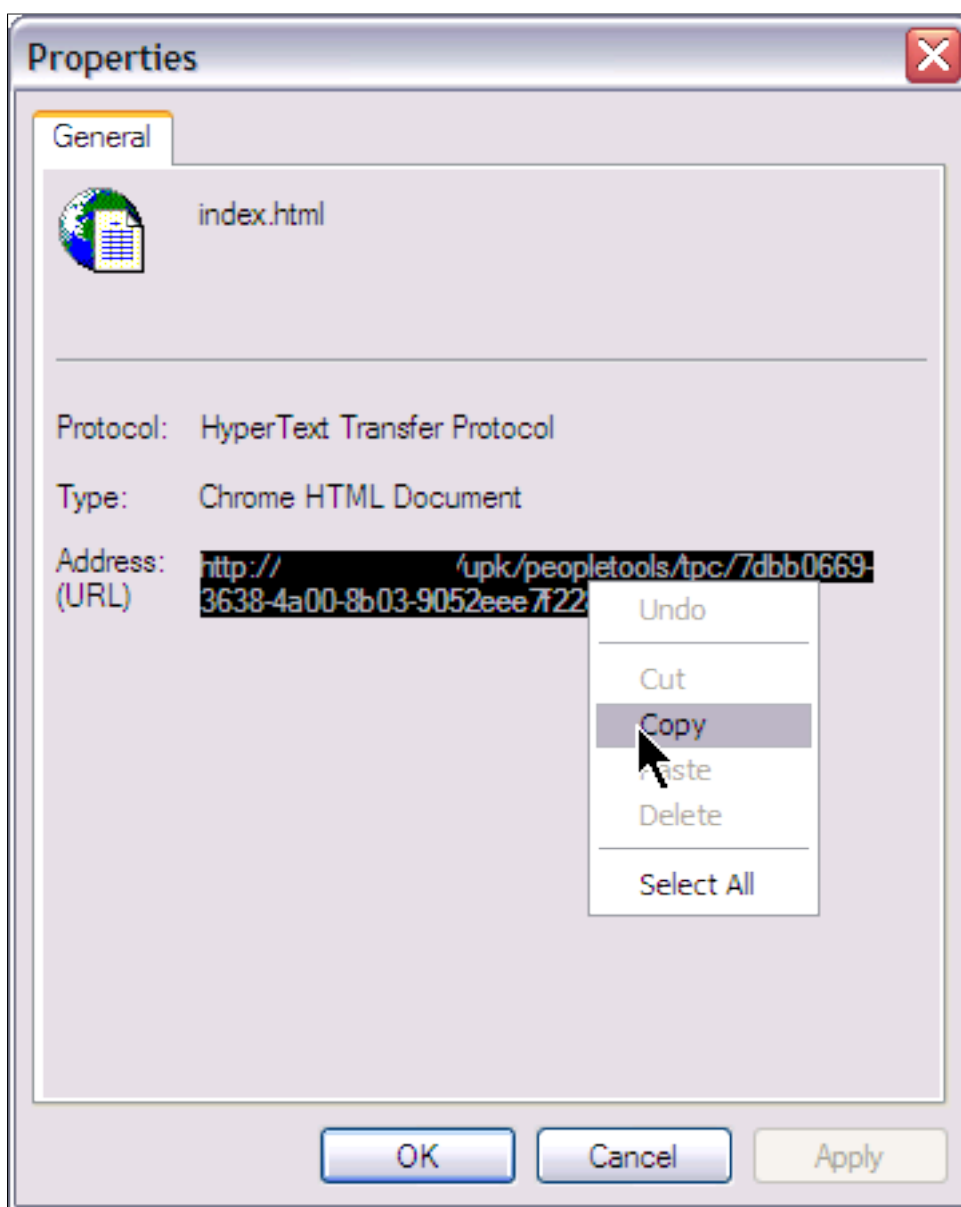 Properties
General
index.html
Protocol: HyperText Transfer Protocol
Type: Chrome HTML Document
Address: http:// /upk/peopletools/tpc/7dbb0669-
(URL) 3638-4a00-8b03-9052eee7f22
Undo
Cut
Copy
Paste
Delete
Select All
OK Cancel Apply